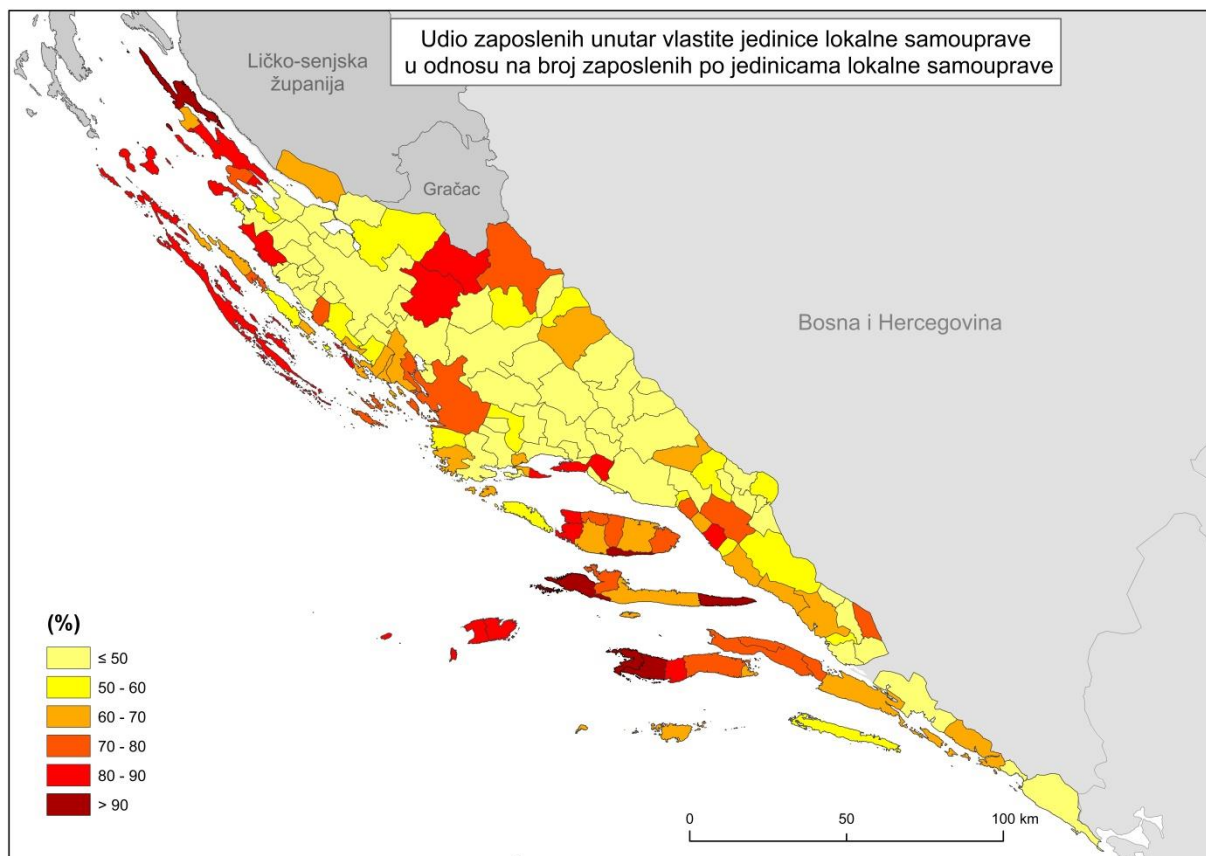 Udio zaposlenih unutar vlastite jedinice lokalne samouprave
u odnosu na broj zaposlenih po jedinicama lokalne samouprave
Ličko-senjska
županija
Gračac
Bosna i Hercegovina
(%)
≤ 50
50 - 60
60 - 70
70 - 80
80 - 90
> 90
0 50 100 km